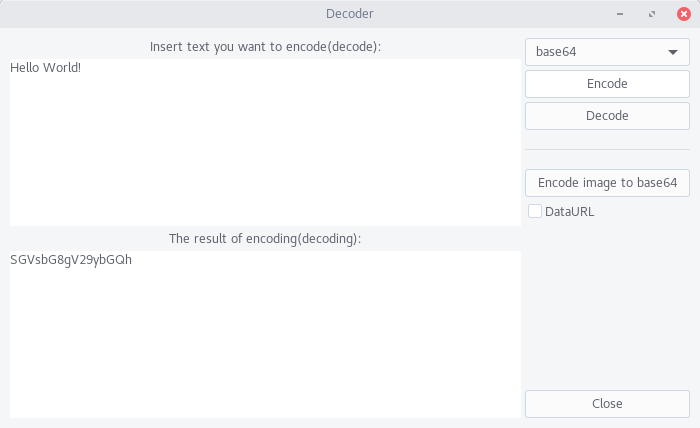 Decoder
Insert text you want to encode(decode):
Hello World!
base64
Encode
Decode
Encode image to base64
DataURL
The result of encoding(decoding):
SGVsbG8gV29ybGQh
Close